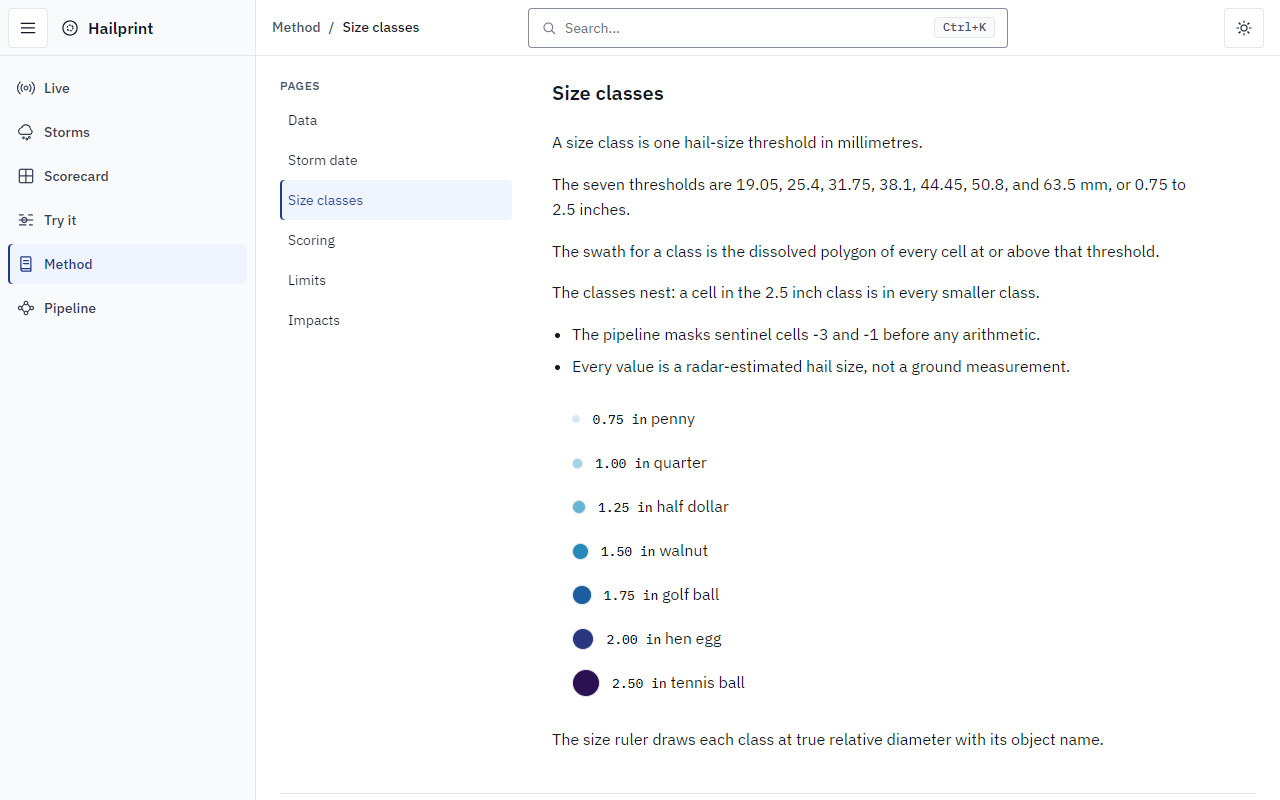 Hailprint
Method / Size classes
Search...
Ctrl+K
Live
Storms
Scorecard
Try it
Method
Pipeline
PAGES
Data
Storm date
Size classes
Scoring
Limits
Impacts
Size classes
A size class is one hail-size threshold in millimetres.
The seven thresholds are 19.05, 25.4, 31.75, 38.1, 44.45, 50.8, and 63.5 mm, or 0.75 to
2.5 inches.
The swath for a class is the dissolved polygon of every cell at or above that threshold.
The classes nest: a cell in the 2.5 inch class is in every smaller class.
• The pipeline masks sentinel cells -3 and -1 before any arithmetic.
• Every value is a radar-estimated hail size, not a ground measurement.
0.75 in penny
1.00 in quarter
1.25 in half dollar
1.50 in walnut
1.75 in golf ball
2.00 in hen egg
2.50 in tennis ball
The size ruler draws each class at true relative diameter with its object name.